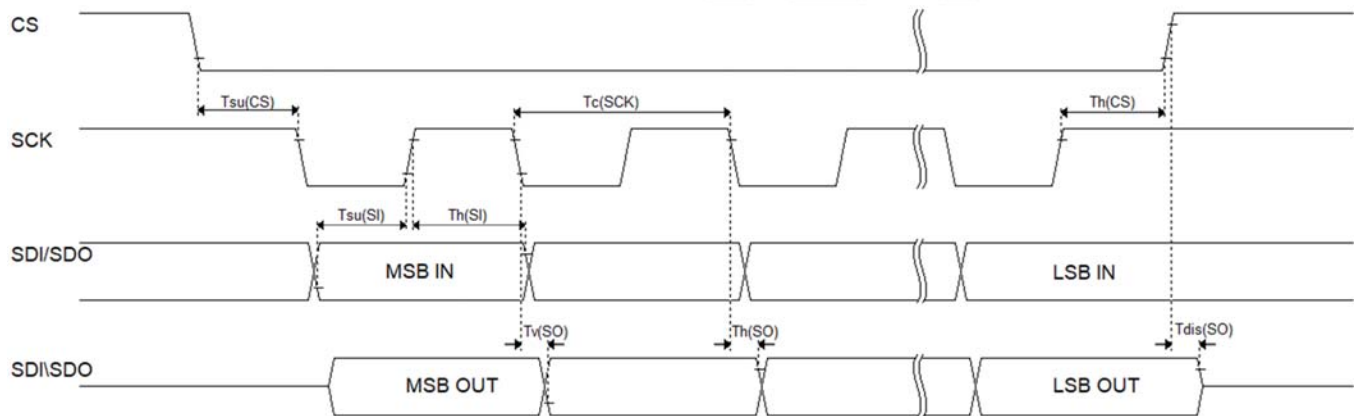 CS
Tsu(CS)
Tc(SCK)
Th(CS)
SCK
Tsu(SI)
Th(SI)
SDI/SDO
MSB IN
LSB IN
Tv(SO)
Th(SO)
Tdis(SO)
SDI\SDO
MSB OUT
LSB OUT